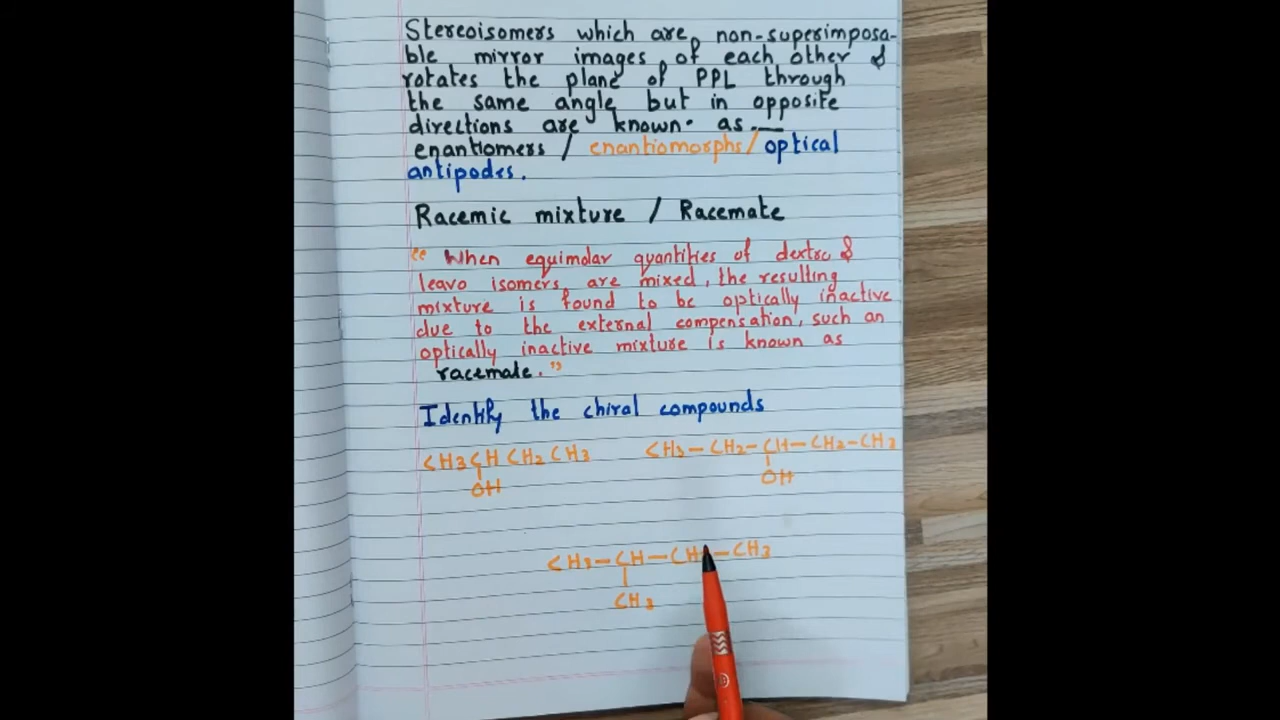 Stereoisomers which are non-superimposa-
ble mirror images of each other &
rotates the plane of PPL through
the same angle but in opposite
directions are known as
enantiomers / enantiomorphs / optical
antipodes.
Racemic mixture / Racemate
“ When equimolar quantities of dextro &
leavo isomers are mixed, the resulting
mixture is found to be optically inactive
due to the external compensation, such an
optically inactive mixture is known as
racemate. ”
Identify the chiral compounds
CH3 CH CH2 CH3 CH3 — CH2 — CH — CH2 — CH3
OH OH
CH3 — CH — CH — CH3
CH3